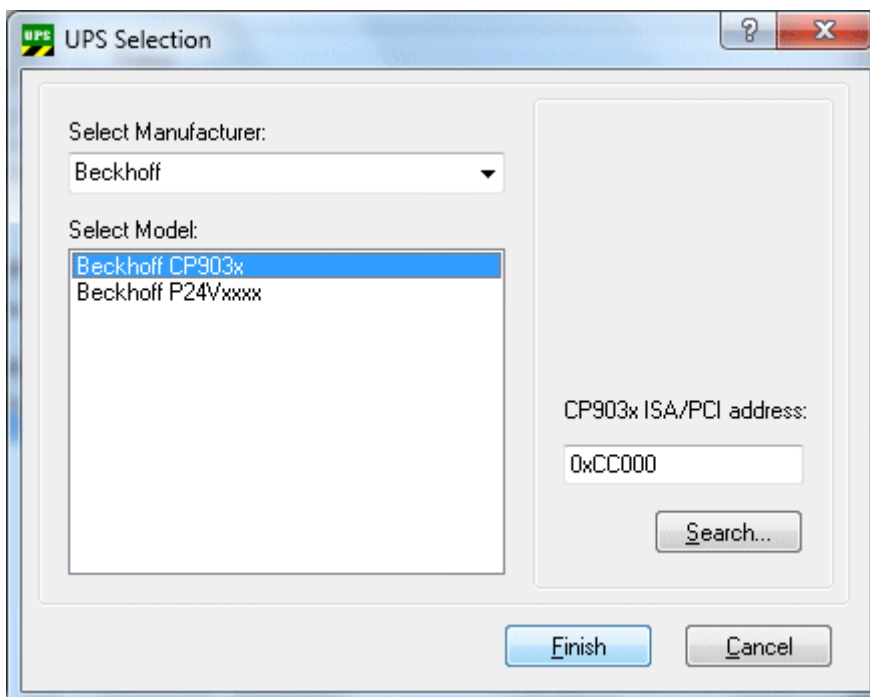 UPS
UPS Selection
?
X
Select Manufacturer:
Beckhoff
Select Model:
Beckhoff CP903x
Beckhoff P24Vxxxx
CP903x ISA/PCI address:
0xCC000
Search...
Finish
Cancel